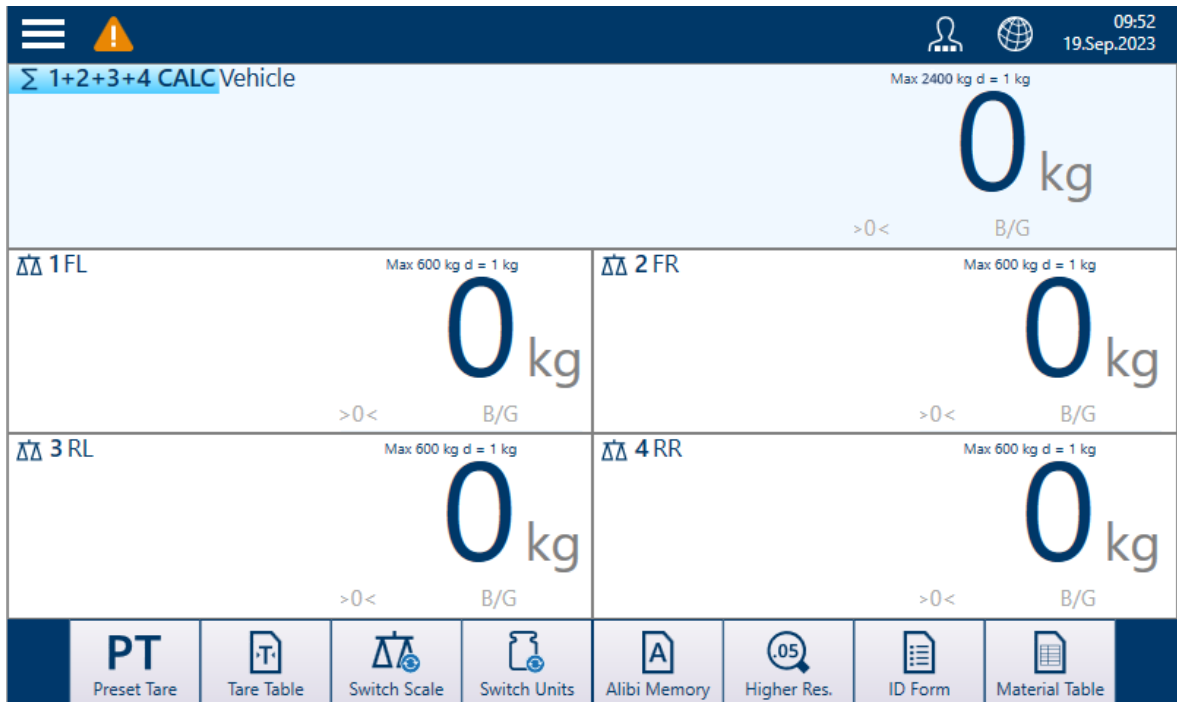 09:52
19.Sep.2023
Σ 1+2+3+4 CALC Vehicle
Max 2400 kg d = 1 kg
0 kg
>0< B/G
1 FL
Max 600 kg d = 1 kg
0 kg
>0< B/G
2 FR
Max 600 kg d = 1 kg
0 kg
>0< B/G
3 RL
Max 600 kg d = 1 kg
0 kg
>0< B/G
4 RR
Max 600 kg d = 1 kg
0 kg
>0< B/G
PT
Preset Tare
T
Tare Table
Switch Scale
Switch Units
A
Alibi Memory
.05
Higher Res.
ID Form
Material Table